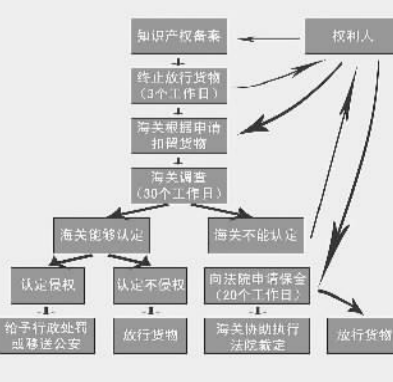 知识产权备案
权利人
终止放行货物
（3个工作日）
海关根据申请
扣留货物
海关调查
（30个工作日）
海关能够认定
海关不能认定
认定侵权
认定不侵权
向法院申请保金
（20个工作日）
给予行政处罚
或移送公安
放行货物
海关协助执行
法院裁定
放行货物